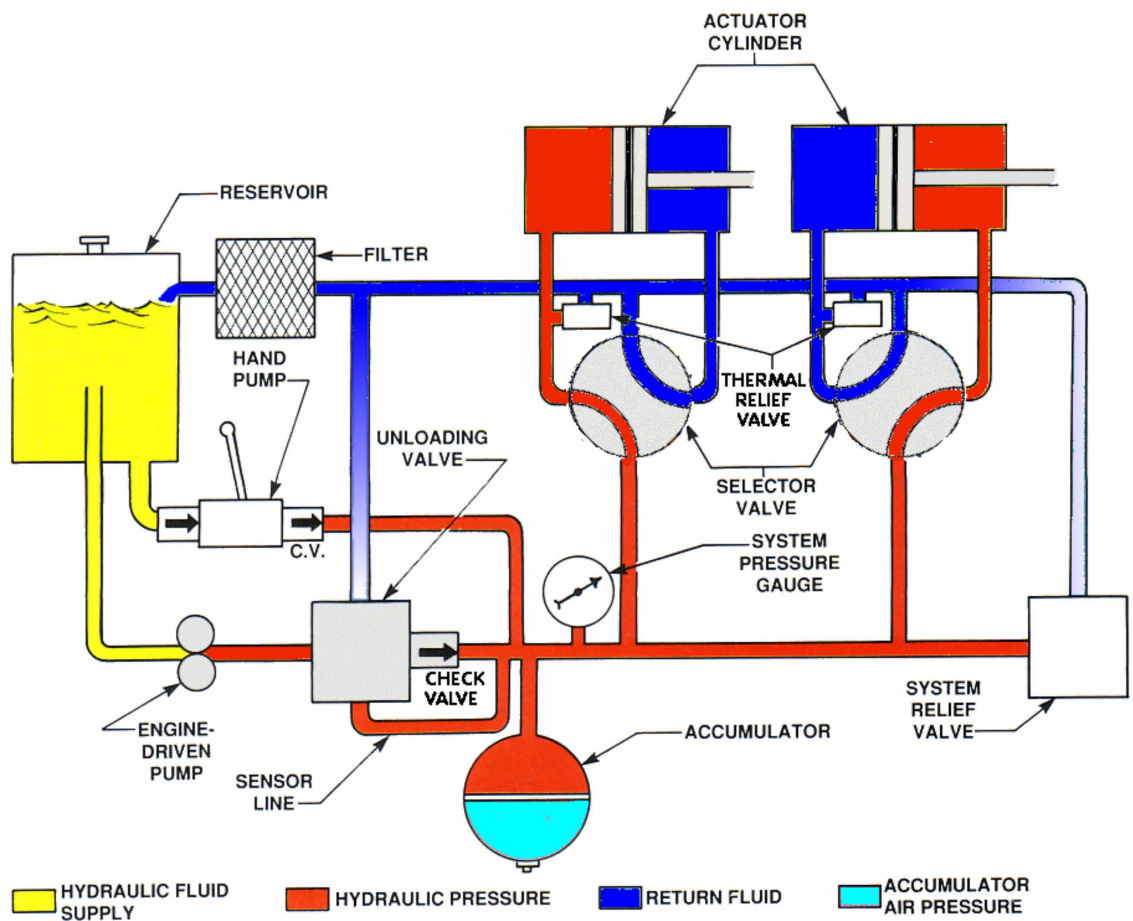 ACTUATOR
CYLINDER
RESERVOIR
FILTER
HAND
PUMP
THERMAL
RELIEF
VALVE
UNLOADING
VALVE
SELECTOR
VALVE
C.V.
SYSTEM
PRESSURE
GAUGE
CHECK
VALVE
SYSTEM
RELIEF
VALVE
ENGINE-
DRIVEN
PUMP
SENSOR
LINE
ACCUMULATOR
HYDRAULIC FLUID
SUPPLY
HYDRAULIC PRESSURE
RETURN FLUID
ACCUMULATOR
AIR PRESSURE